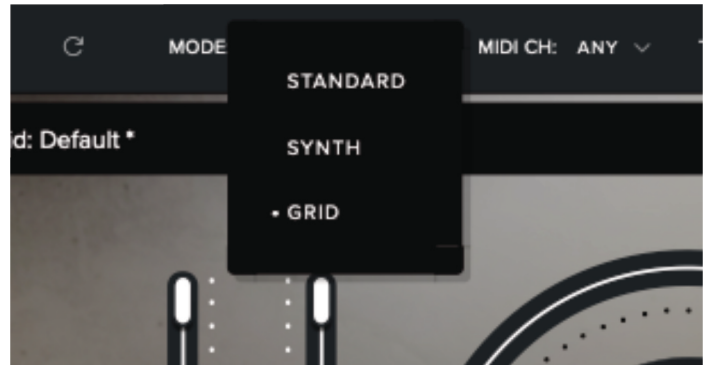 MODE
MIDI CH: ANY
STANDARD
id: Default *
SYNTH
• GRID